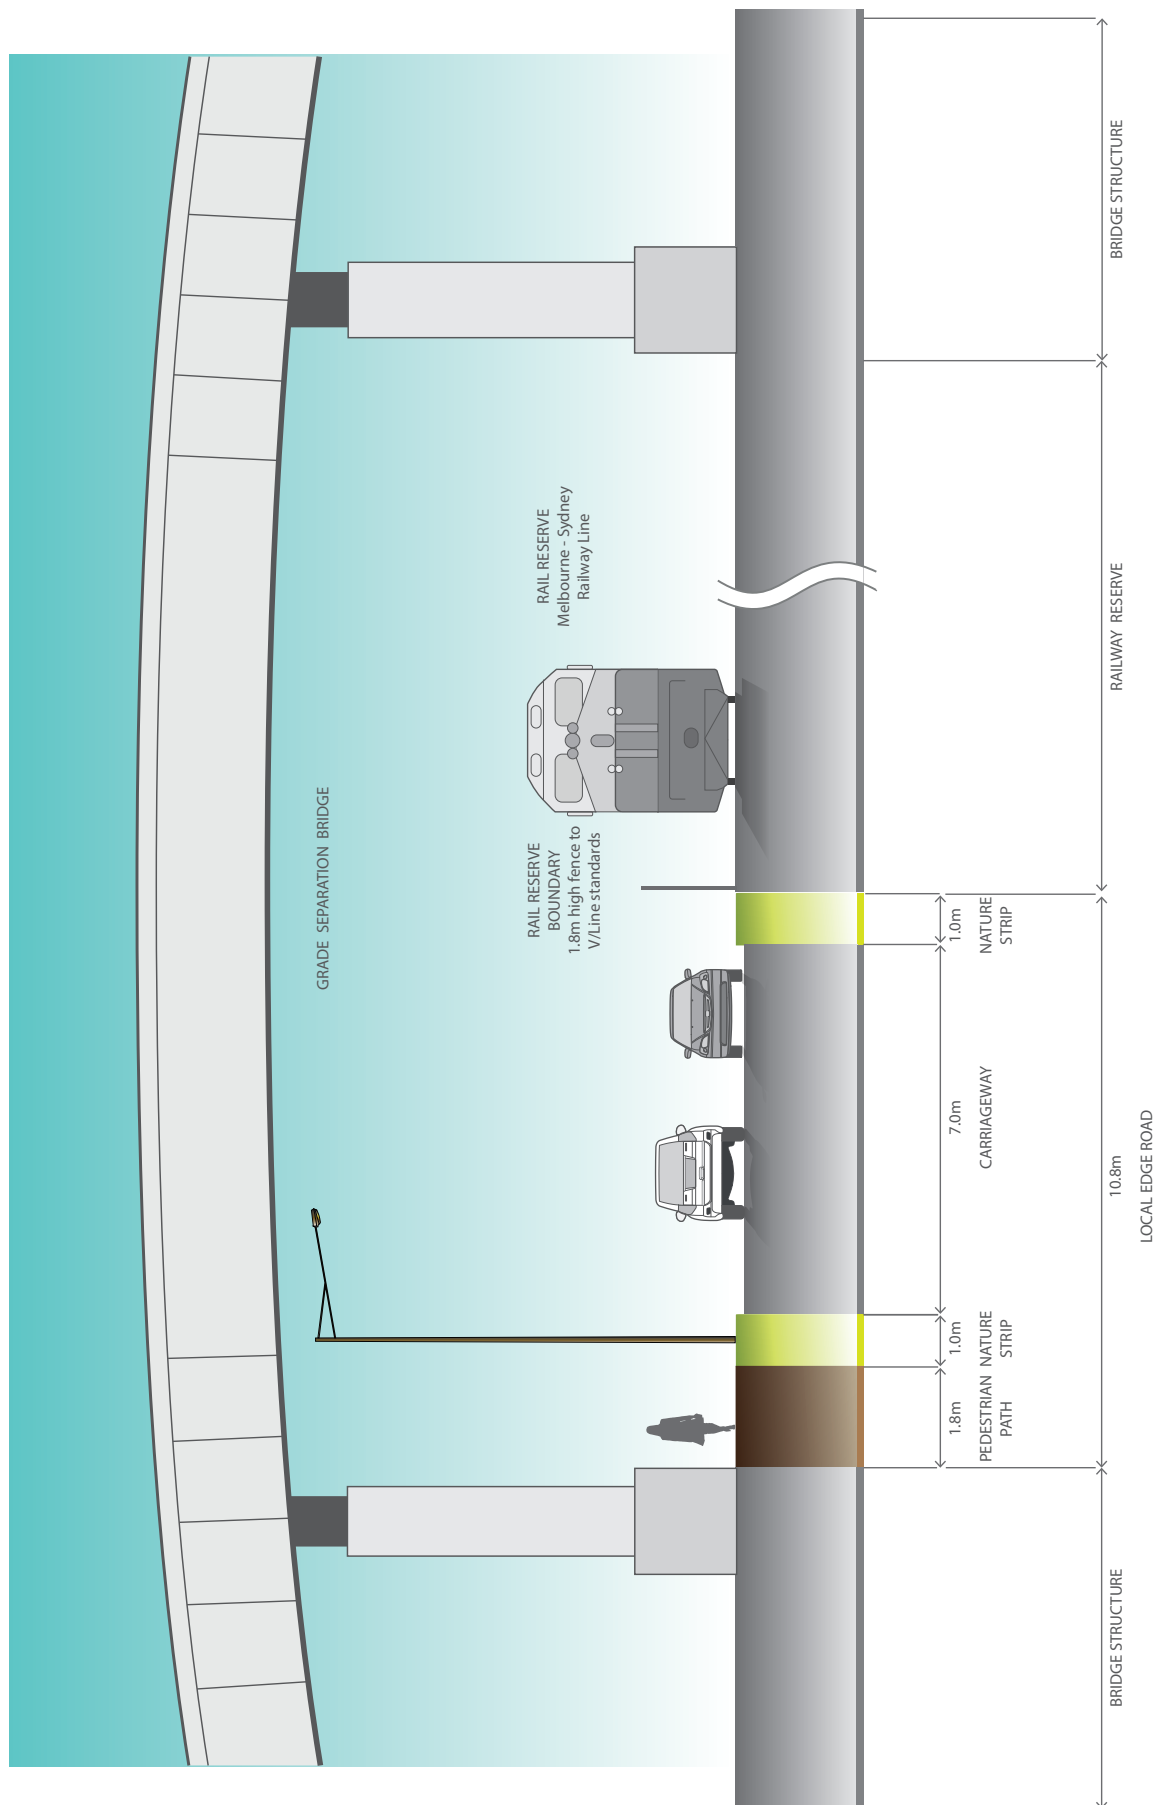 GRADE SEPARATION BRIDGE
RAIL RESERVE
BOUNDARY
1.8m high fence to
V/Line standards
RAIL RESERVE
Melbourne - Sydney
Railway Line
1.8m
1.0m
7.0m
1.0m
PEDESTRIAN
PATH
NATURE
STRIP
CARRIAGEWAY
NATURE
STRIP
BRIDGE STRUCTURE
10.8m
LOCAL EDGE ROAD
RAILWAY RESERVE
BRIDGE STRUCTURE